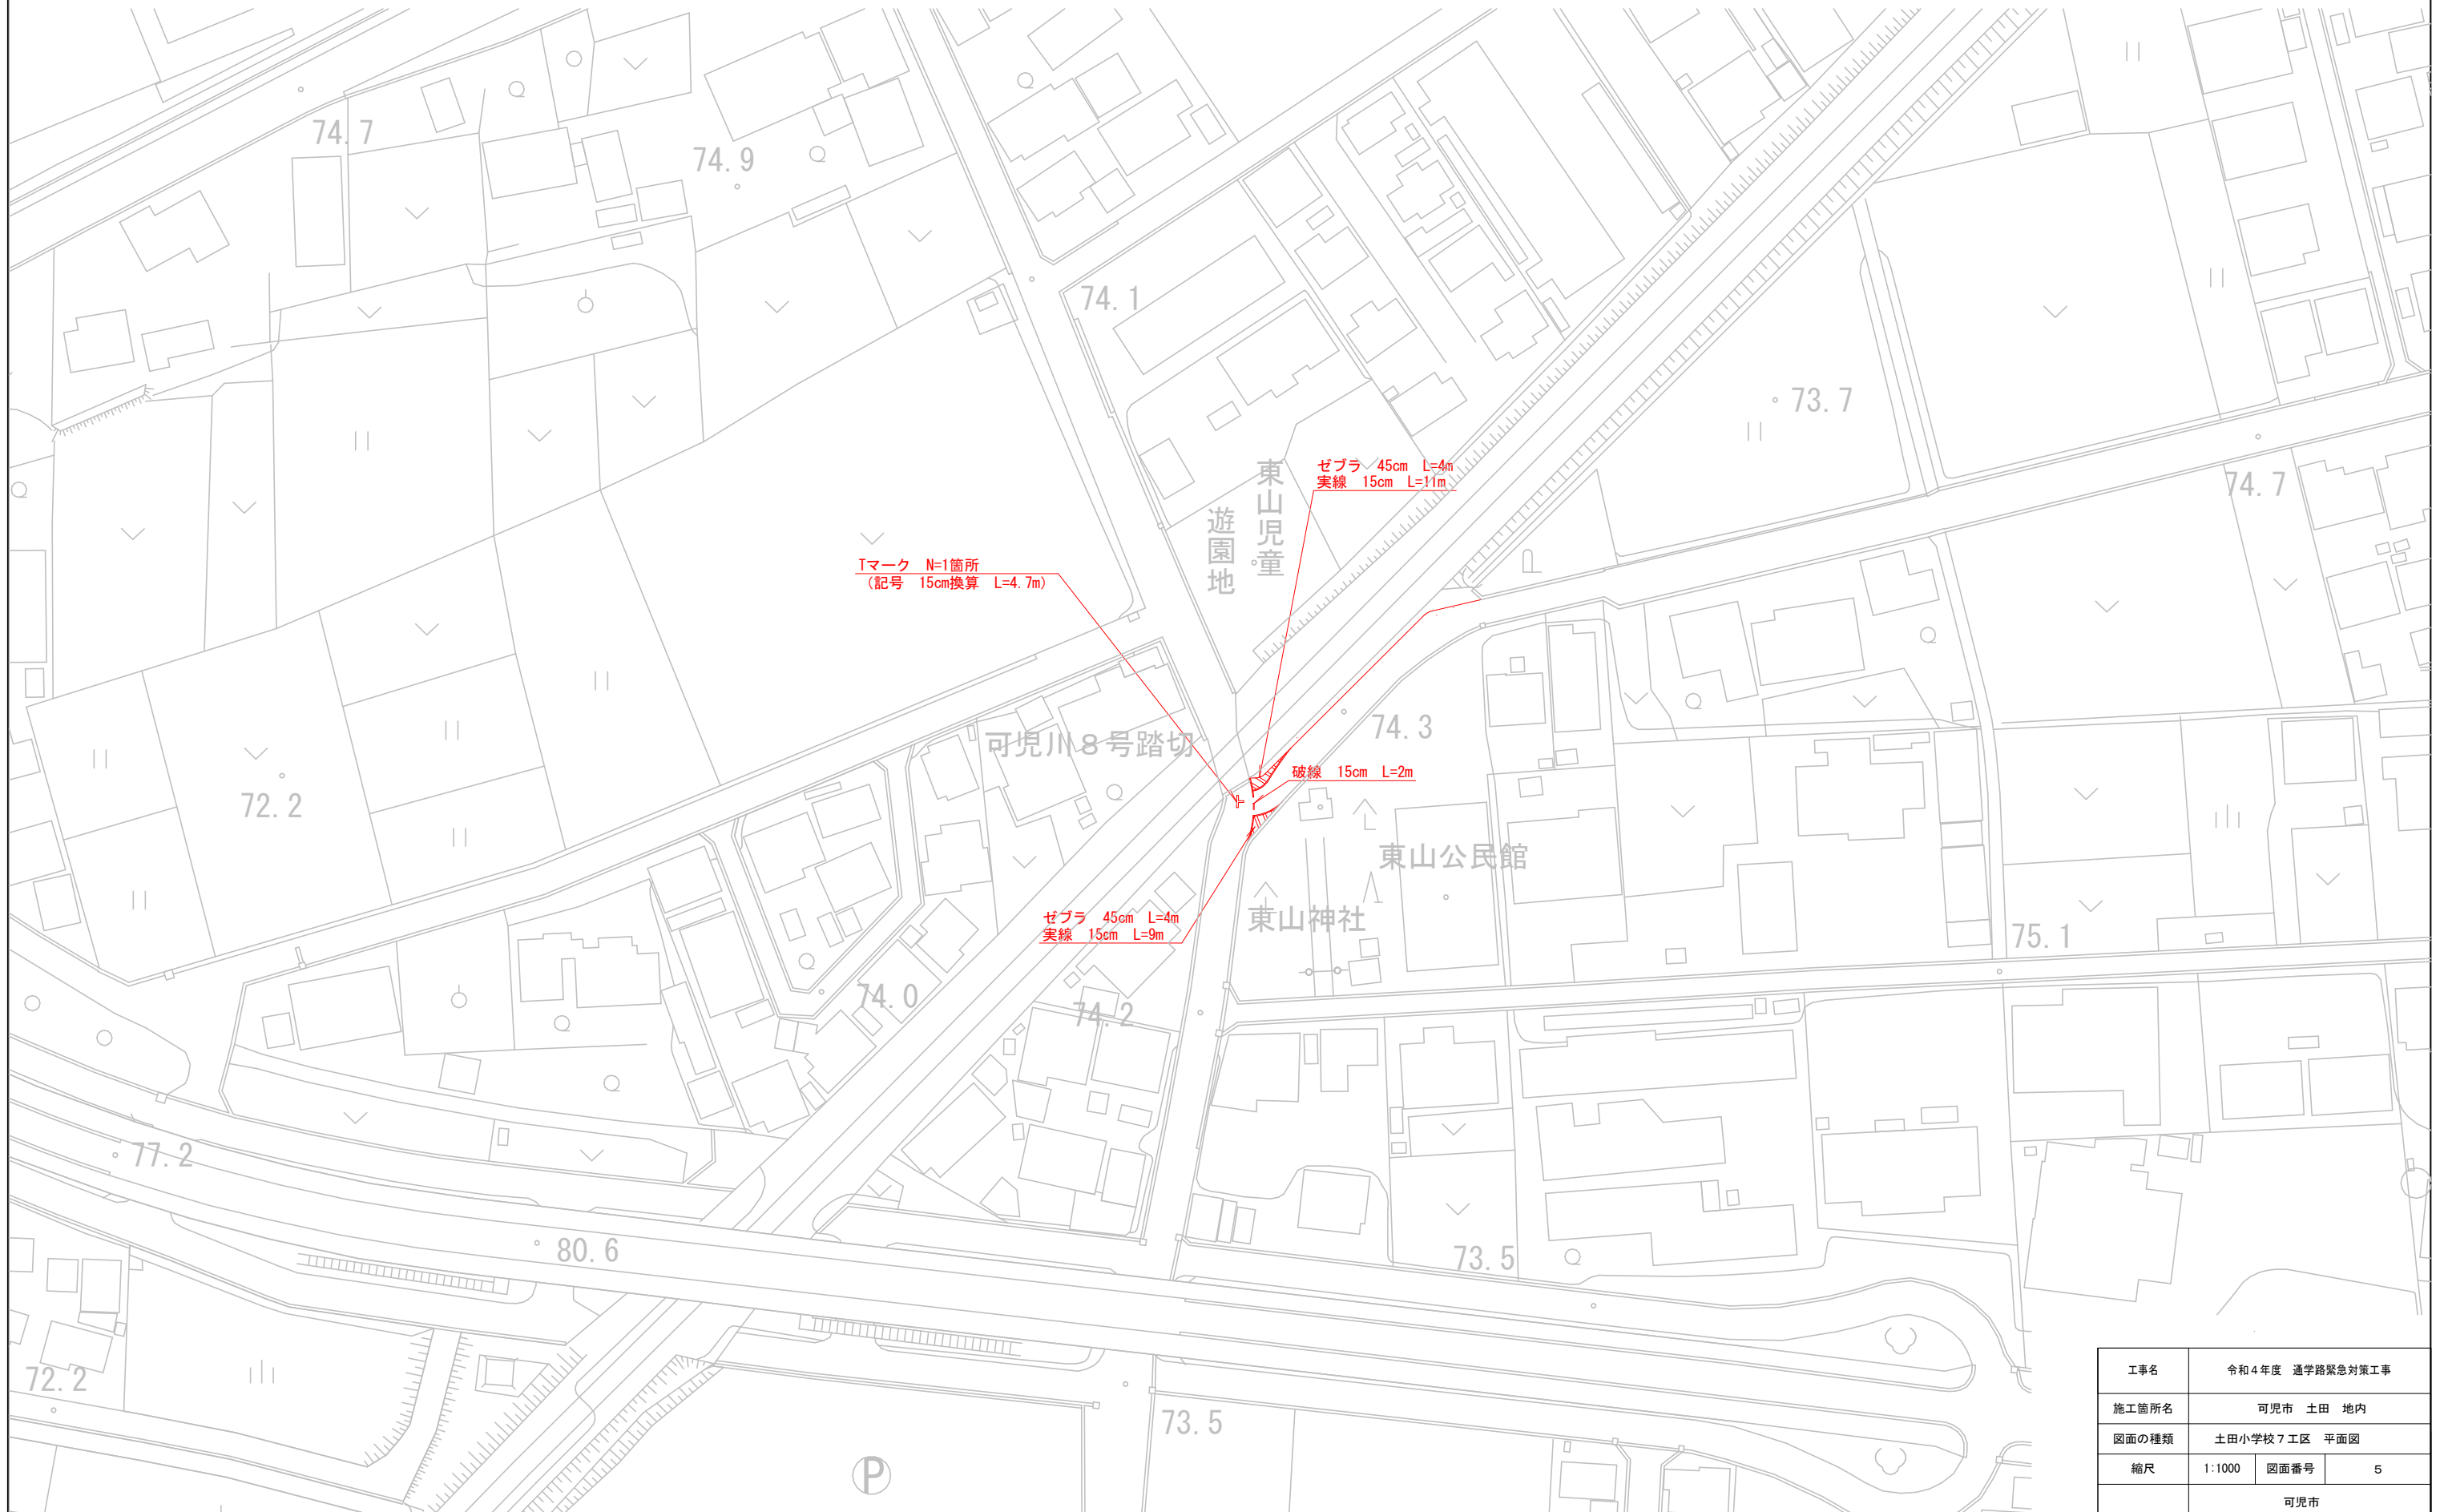 74.7
74.9
74.1
73.7
74.7
ゼブラ 45cm L=4m
実線 15cm L=11m
東山児童
遊園地
Tマーク N=1箇所
(記号 15cm換算 L=4.7m)
P
74.3
可児川8号踏切
破線 15cm L=2m
72.2
東山公民館
ゼブラ 45cm L=4m
実線 15cm L=9m
東山神社
75.1
74.0
74.2
77.2
80.6
73.5
72.2
73.5
P
工事名 令和4年度 通学路緊急対策工事
施工箇所名 可児市 土田 地内
図面の種類 土田小学校7工区 平面図
縮尺 1:1000 図面番号 5
可児市